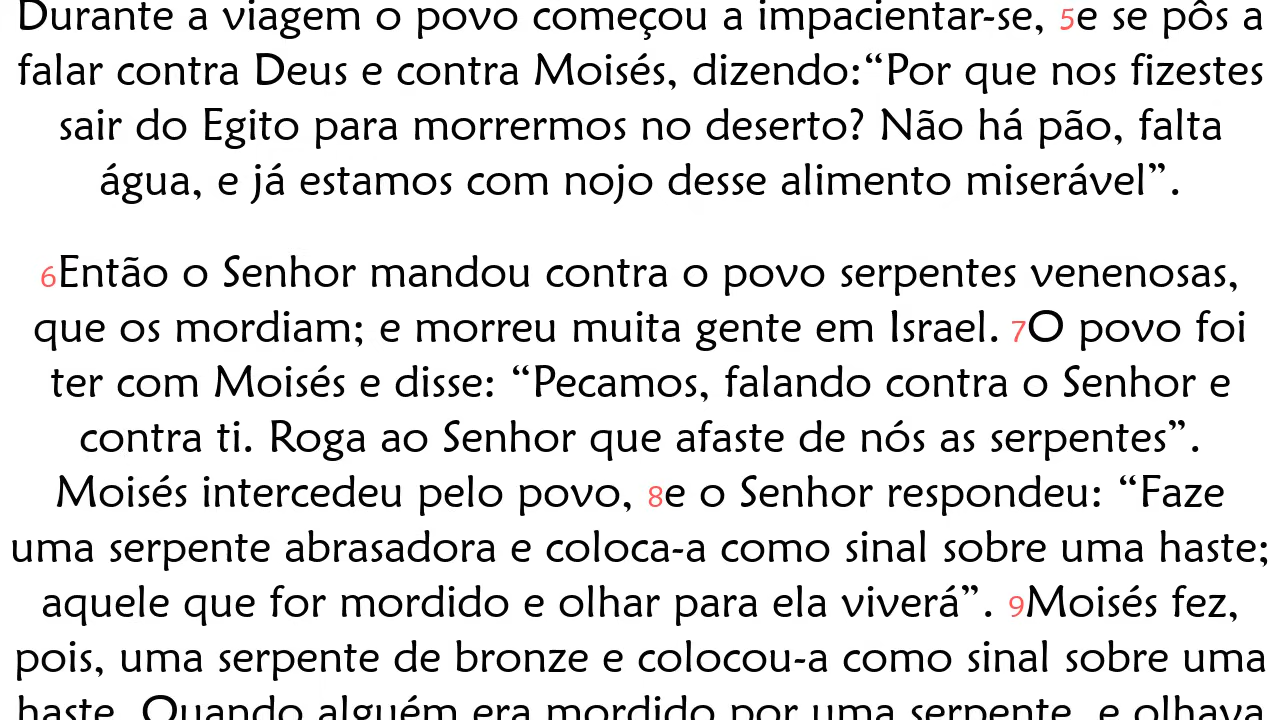 Durante a viagem o povo começou a impacientar-se, 5e se pôs a
falar contra Deus e contra Moisés, dizendo:“Por que nos fizestes
sair do Egito para morrermos no deserto? Não há pão, falta
água, e já estamos com nojo desse alimento miserável”.
6Então o Senhor mandou contra o povo serpentes venenosas,
que os mordiam; e morreu muita gente em Israel. 7O povo foi
ter com Moisés e disse: “Pecamos, falando contra o Senhor e
contra ti. Roga ao Senhor que afaste de nós as serpentes”.
Moisés intercedeu pelo povo, 8e o Senhor respondeu: “Faze
uma serpente abrasadora e coloca-a como sinal sobre uma haste;
aquele que for mordido e olhar para ela viverá”. 9Moisés fez,
pois, uma serpente de bronze e colocou-a como sinal sobre uma
haste. Quando alguém era mordido por uma serpente, e olhava